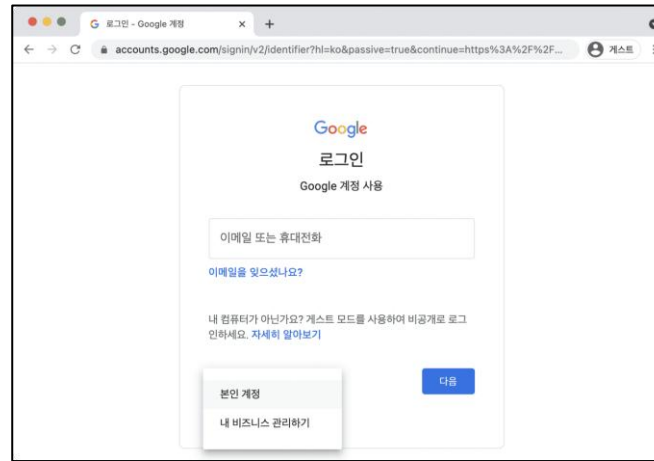 로그인 - Google 계정
accounts.google.com/signin/v2/identifier?hl=ko&passive=true&continue=https%3A%2F%2F...
게스트
Google
로그인
Google 계정 사용
이메일 또는 휴대전화
이메일을 잊으셨나요?
내 컴퓨터가 아닌가요? 게스트 모드를 사용하여 비공개로 로그
인하세요. 자세히 알아보기
본인 계정
다음
내 비즈니스 관리하기